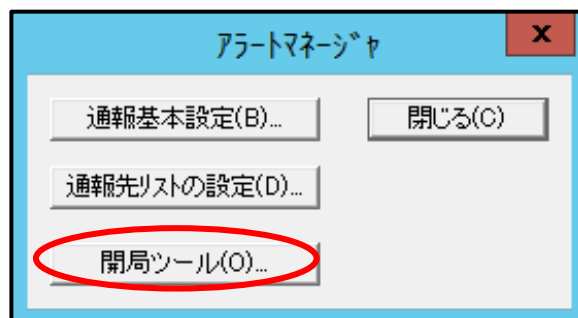 アラートマネージャ
x
通報基本設定(B)...
閉じる(C)
通報先リストの設定(D)...
開局ツール(O)...